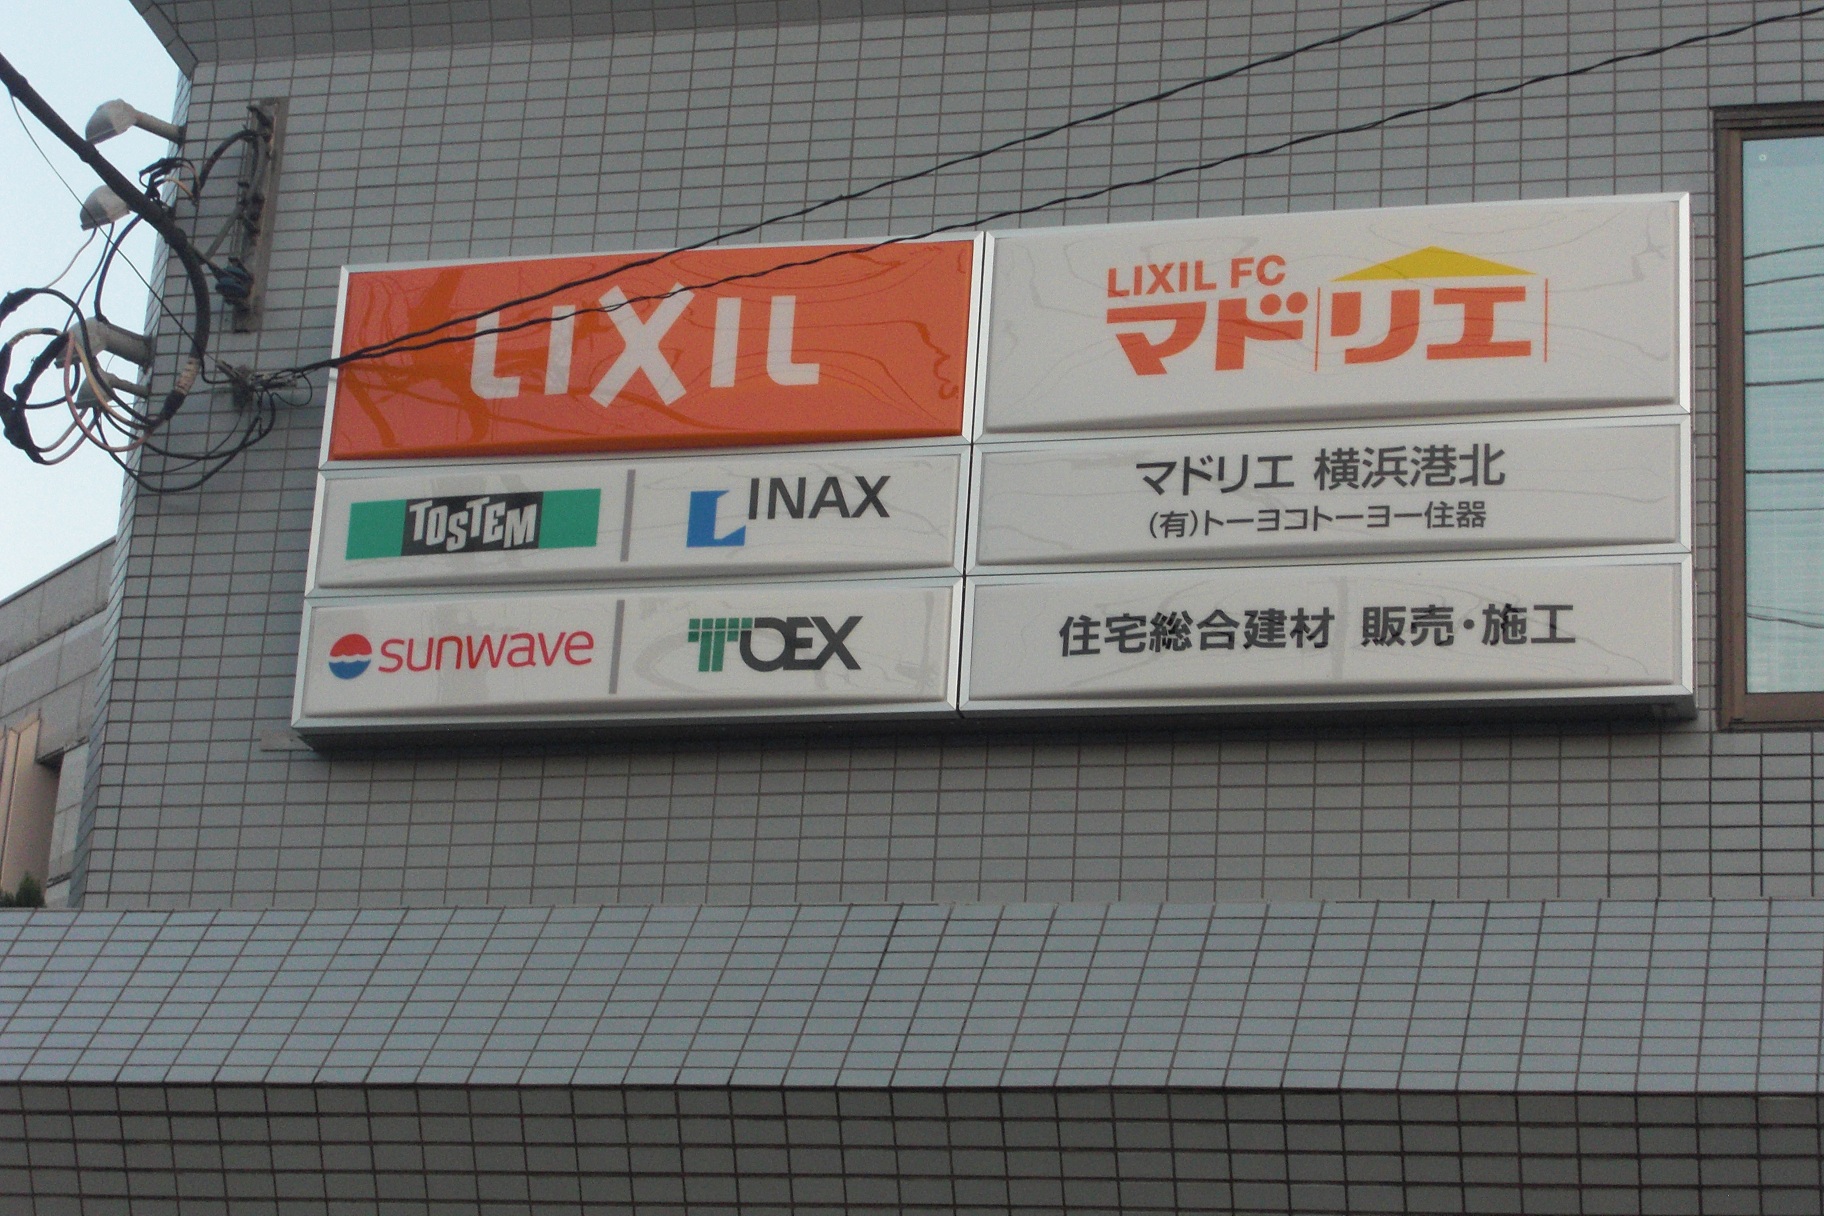 LIXIL
TOSTEM
INAX
sunwave
TOEX
LIXIL FC
マドリエ
マドリエ 横浜港北
(有)トーヨコトーヨー住器
住宅総合建材 販売・施工